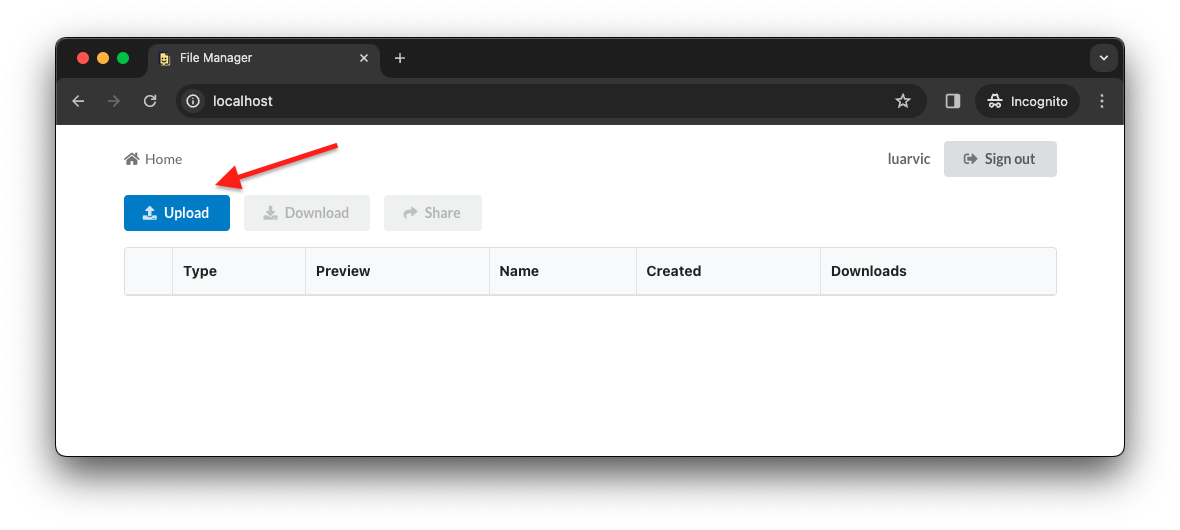 File Manager
localhost
Incognito
Home
luarvic
Sign out
Upload
Download
Share
Type
Preview
Name
Created
Downloads